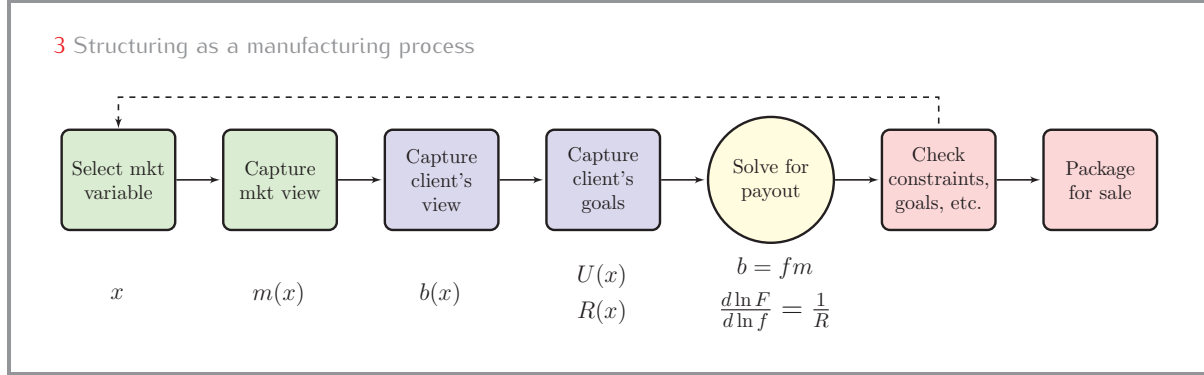 3 Structuring as a manufacturing process
Select mkt
variable
Capture
mkt view
Capture
client's
view
Capture
client's
goals
Solve for
payout
Check
constraints,
goals, etc.
Package
for sale
x
m(x)
b(x)
U(x)
R(x)
b = fm
d ln F / d ln f = 1 / R